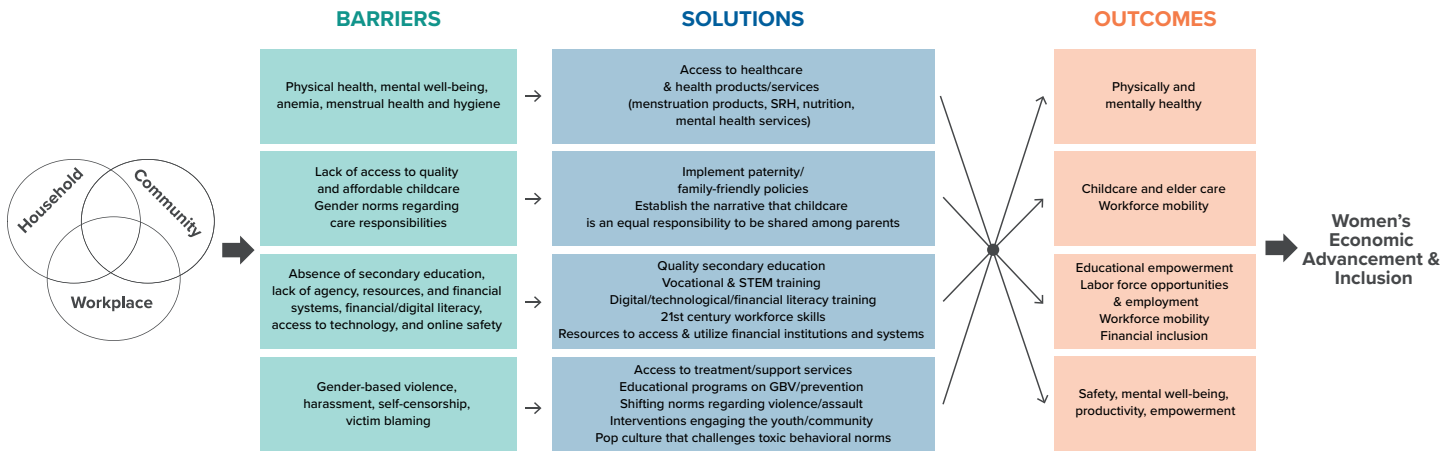 BARRIERS
SOLUTIONS
OUTCOMES
Household
Community
Workplace
Physical health, mental well-being,
anemia, menstrual health and hygiene
Access to healthcare
& health products/services
(menstruation products, SRH, nutrition,
mental health services)
Physically and
mentally healthy
Lack of access to quality
and affordable childcare
Gender norms regarding
care responsibilities
Implement paternity/
family-friendly policies
Establish the narrative that childcare
is an equal responsibility to be shared among parents
Childcare and elder care
Workforce mobility
Absence of secondary education,
lack of agency, resources, and financial
systems, financial/digital literacy,
access to technology, and online safety
Quality secondary education
Vocational & STEM training
Digital/technological/financial literacy training
21st century workforce skills
Resources to access & utilize financial institutions and systems
Educational empowerment
Labor force opportunities
& employment
Workforce mobility
Financial inclusion
Gender-based violence,
harassment, self-censorship,
victim blaming
Access to treatment/support services
Educational programs on GBV/prevention
Shifting norms regarding violence/assault
Interventions engaging the youth/community
Pop culture that challenges toxic behavioral norms
Safety, mental well-being,
productivity, empowerment
Women's
Economic
Advancement &
Inclusion